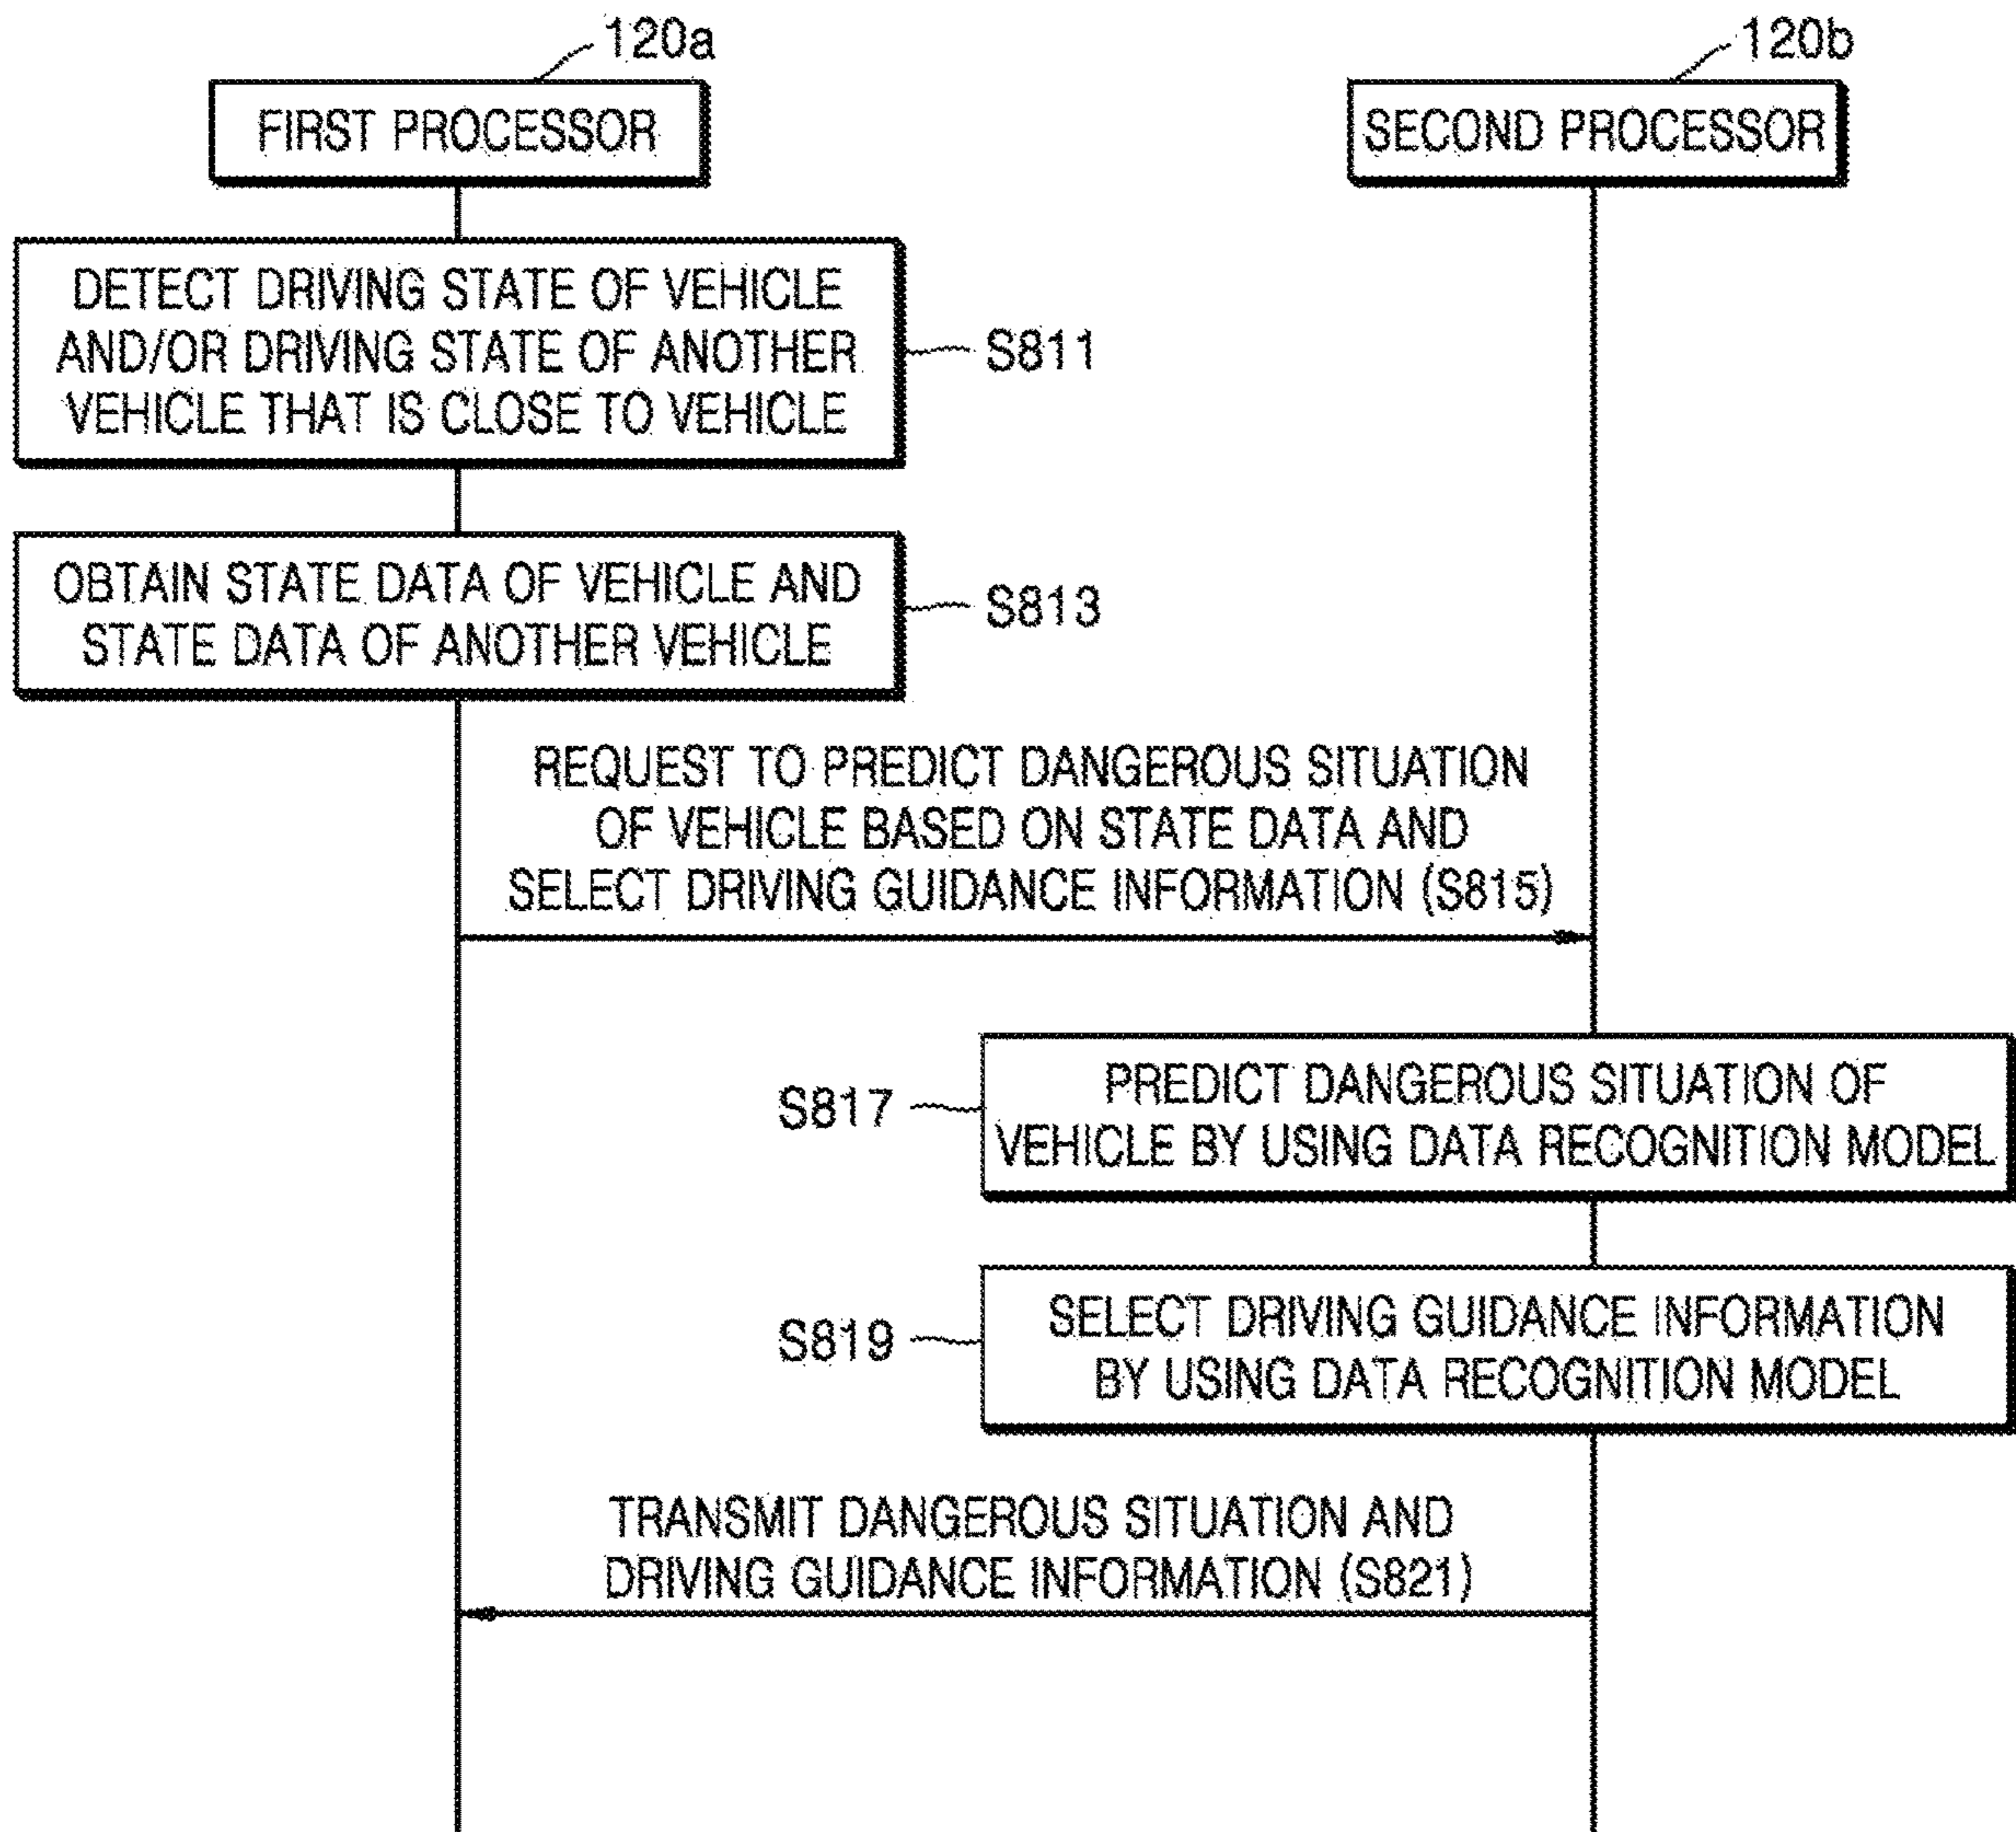 120a
120b
FIRST PROCESSOR
SECOND PROCESSOR
DETECT DRIVING STATE OF VEHICLE
AND/OR DRIVING STATE OF ANOTHER
VEHICLE THAT IS CLOSE TO VEHICLE
S811
OBTAIN STATE DATA OF VEHICLE AND
STATE DATA OF ANOTHER VEHICLE
S813
REQUEST TO PREDICT DANGEROUS SITUATION
OF VEHICLE BASED ON STATE DATA AND
SELECT DRIVING GUIDANCE INFORMATION (S815)
S817
PREDICT DANGEROUS SITUATION OF
VEHICLE BY USING DATA RECOGNITION MODEL
S819
SELECT DRIVING GUIDANCE INFORMATION
BY USING DATA RECOGNITION MODEL
TRANSMIT DANGEROUS SITUATION AND
DRIVING GUIDANCE INFORMATION (S821)